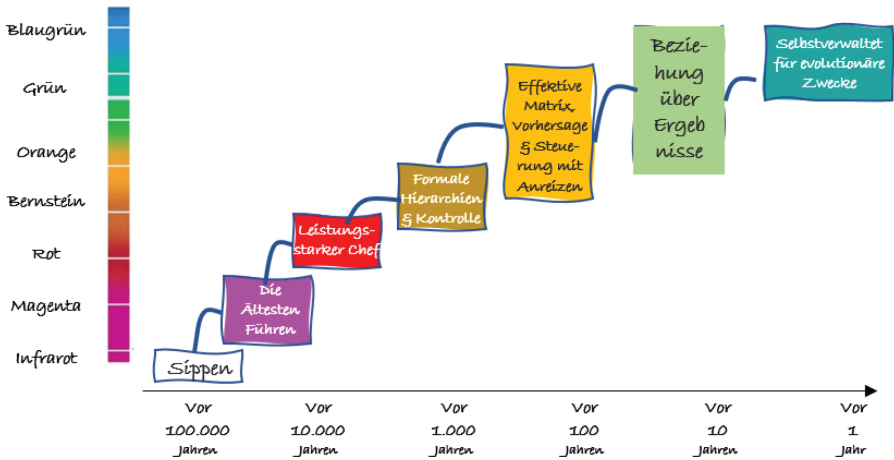 Blaugrün
Grün
Orange
Bernstein
Rot
Magenta
Infrarot
Sippen
Die
Ältesten
Führen
Leistungs-
starker Chef
Formale
Hierarchien
& Kontrolle
Effektive
Matrix,
Vorhersage
& Steue-
rung mit
Anreizen
Bezie-
hung
über
Ergeb
nisse
Selbstverwaltet
für evolutionäre
Zwecke
Vor
100.000
Jahren
Vor
10.000
Jahren
Vor
1.000
Jahren
Vor
100
Jahren
Vor
10
Jahren
Vor
1
Jahr